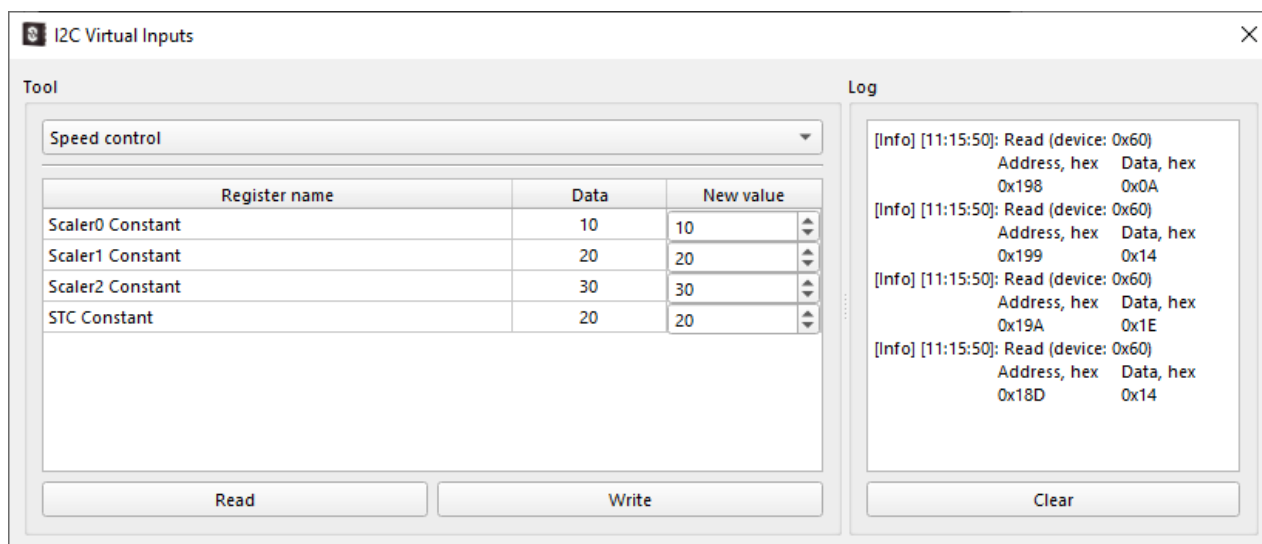 I2C Virtual Inputs
Tool
Speed control
Register name Data New value
Scaler0 Constant 10 10
Scaler1 Constant 20 20
Scaler2 Constant 30 30
STC Constant 20 20
Read Write
Log
[Info] [11:15:50]: Read (device: 0x60)
Address, hex Data, hex
0x198 0x0A
[Info] [11:15:50]: Read (device: 0x60)
Address, hex Data, hex
0x199 0x14
[Info] [11:15:50]: Read (device: 0x60)
Address, hex Data, hex
0x19A 0x1E
[Info] [11:15:50]: Read (device: 0x60)
Address, hex Data, hex
0x18D 0x14
Clear